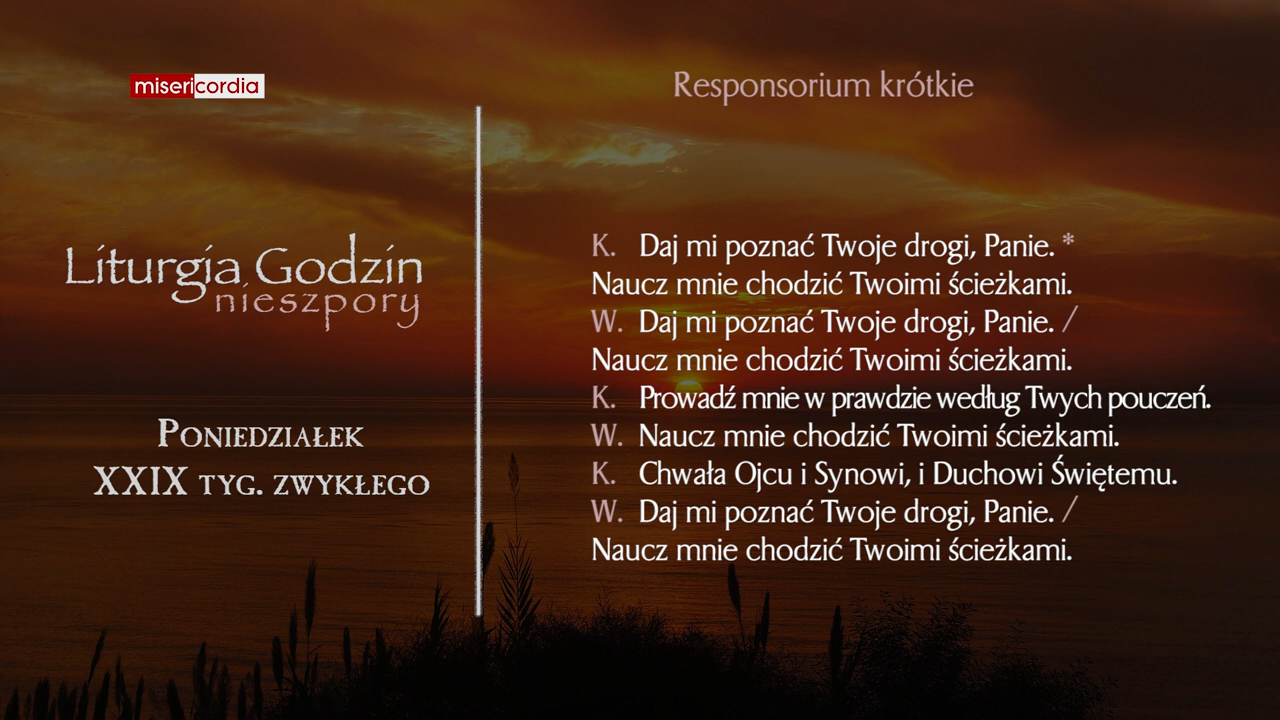 misericordia
Liturgia Godzin
nieszpory
Poniedziałek
XXIX tyg. zwykłego
Responsorium krótkie
K. Daj mi poznać Twoje drogi, Panie. *
Naucz mnie chodzić Twoimi ścieżkami.
W. Daj mi poznać Twoje drogi, Panie. /
Naucz mnie chodzić Twoimi ścieżkami.
K. Prowadź mnie w prawdzie według Twych pouczeń.
W. Naucz mnie chodzić Twoimi ścieżkami.
K. Chwała Ojcu i Synowi, i Duchowi Świętemu.
W. Daj mi poznać Twoje drogi, Panie. /
Naucz mnie chodzić Twoimi ścieżkami.